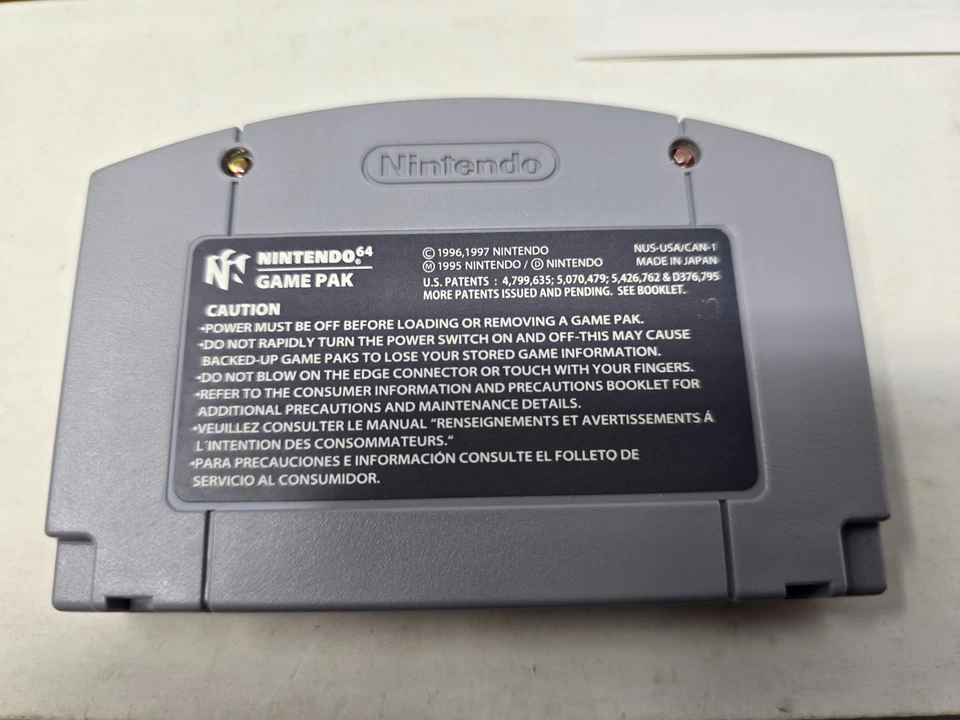 Nintendo
NINTENDO®64
GAME PAK
© 1996,1997 NINTENDO
Ⓜ 1995 NINTENDO / Ⓓ NINTENDO
U.S. PATENTS : 4,799,635; 5,070,479; 5,426,762 & D376,795
MORE PATENTS ISSUED AND PENDING. SEE BOOKLET.
NUS-USA/CAN-1
MADE IN JAPAN
CAUTION
•POWER MUST BE OFF BEFORE LOADING OR REMOVING A GAME PAK.
•DO NOT RAPIDLY TURN THE POWER SWITCH ON AND OFF-THIS MAY CAUSE
BACKED-UP GAME PAKS TO LOSE YOUR STORED GAME INFORMATION.
•DO NOT BLOW ON THE EDGE CONNECTOR OR TOUCH WITH YOUR FINGERS.
•REFER TO THE CONSUMER INFORMATION AND PRECAUTIONS BOOKLET FOR
ADDITIONAL PRECAUTIONS AND MAINTENANCE DETAILS.
•VEUILLEZ CONSULTER LE MANUAL "RENSEIGNEMENTS ET AVERTISSEMENTS Á
L'INTENTION DES CONSOMMATEURS."
•PARA PRECAUCIONES E INFORMACIÓN CONSULTE EL FOLLETO DE
SERVICIO AL CONSUMIDOR.